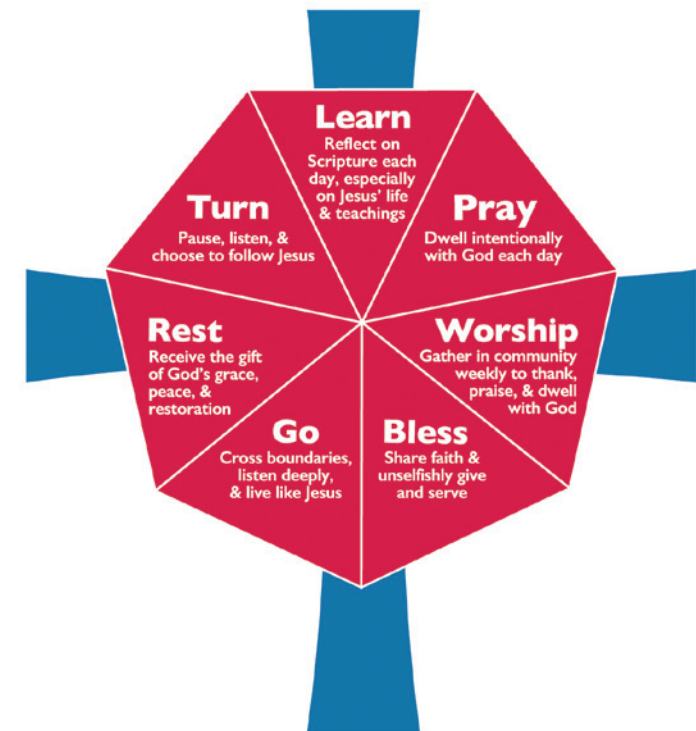 Learn
Reflect on
Scripture each
day, especially
on Jesus' life
& teachings
Pray
Dwell intentionally
with God each day
Worship
Gather in community
weekly to thank,
praise, & dwell
with God
Bless
Share faith &
unselfishly give
and serve
Go
Cross boundaries,
listen deeply,
& live like Jesus
Rest
Receive the gift
of God's grace,
peace, &
restoration
Turn
Pause, listen, &
choose to follow Jesus